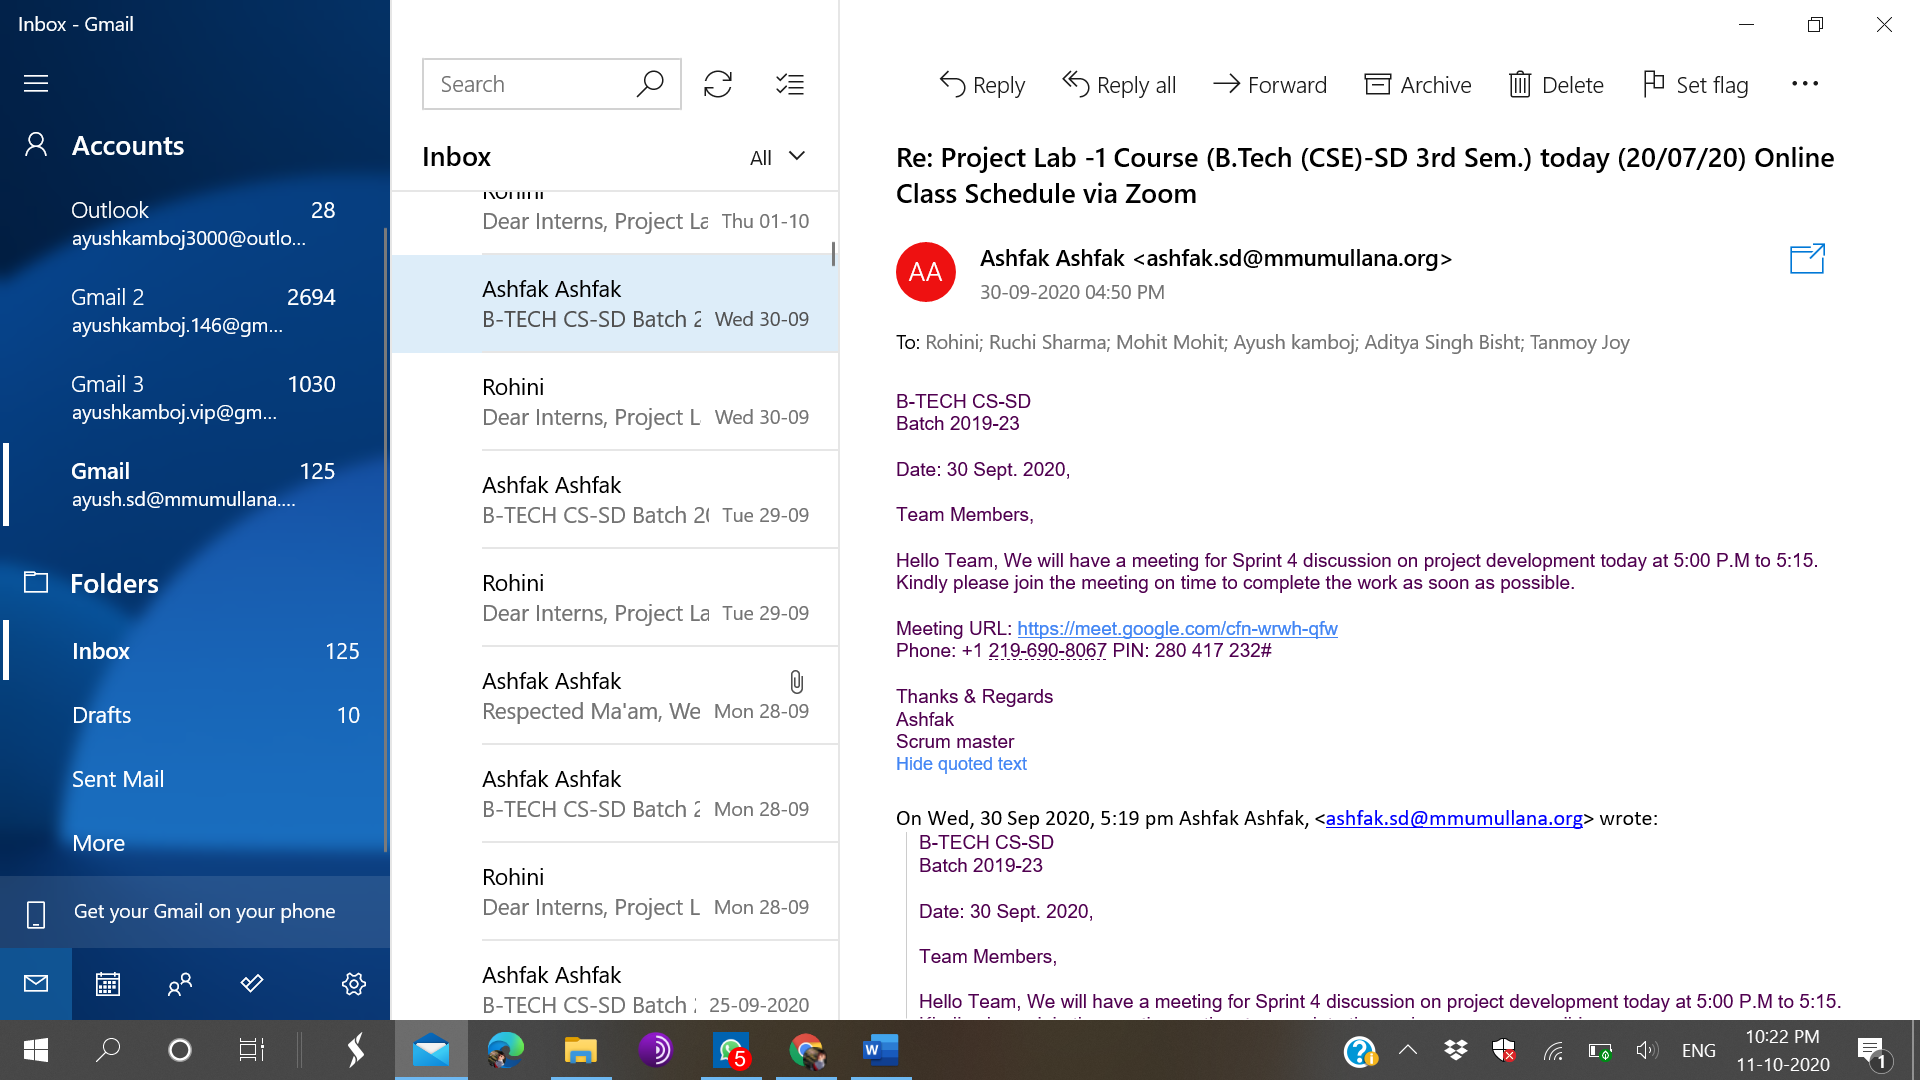 Inbox - Gmail
Accounts
Outlook 28
ayushkamboj3000@outlo...
Gmail 2 2694
ayushkamboj.146@gm...
Gmail 3 1030
ayushkamboj.vip@gm...
Gmail 125
ayush.sd@mmumullana....
Folders
Inbox 125
Drafts 10
Sent Mail
More
Get your Gmail on your phone
Search
Inbox All
Rohini
Dear Interns, Project La Thu 01-10
Ashfak Ashfak
B-TECH CS-SD Batch 2 Wed 30-09
Rohini
Dear Interns, Project L Wed 30-09
Ashfak Ashfak
B-TECH CS-SD Batch 20 Tue 29-09
Rohini
Dear Interns, Project La Tue 29-09
Ashfak Ashfak
Respected Ma'am, We Mon 28-09
Ashfak Ashfak
B-TECH CS-SD Batch 2 Mon 28-09
Rohini
Dear Interns, Project L Mon 28-09
Ashfak Ashfak
B-TECH CS-SD Batch 25-09-2020
Reply Reply all Forward Archive Delete Set flag
Re: Project Lab -1 Course (B.Tech (CSE)-SD 3rd Sem.) today (20/07/20) Online
Class Schedule via Zoom
AA
Ashfak Ashfak <ashfak.sd@mmumullana.org>
30-09-2020 04:50 PM
To: Rohini; Ruchi Sharma; Mohit Mohit; Ayush kamboj; Aditya Singh Bisht; Tanmoy Joy
B-TECH CS-SD
Batch 2019-23
Date: 30 Sept. 2020,
Team Members,
Hello Team, We will have a meeting for Sprint 4 discussion on project development today at 5:00 P.M to 5:15.
Kindly please join the meeting on time to complete the work as soon as possible.
Meeting URL: https://meet.google.com/cfn-wrwh-qfw
Phone: +1 219-690-8067 PIN: 280 417 232#
Thanks & Regards
Ashfak
Scrum master
Hide quoted text
On Wed, 30 Sep 2020, 5:19 pm Ashfak Ashfak, <ashfak.sd@mmumullana.org> wrote:
B-TECH CS-SD
Batch 2019-23
Date: 30 Sept. 2020,
Team Members,
Hello Team, We will have a meeting for Sprint 4 discussion on project development today at 5:00 P.M to 5:15.
5
W
ENG
10:22 PM
11-10-2020
1